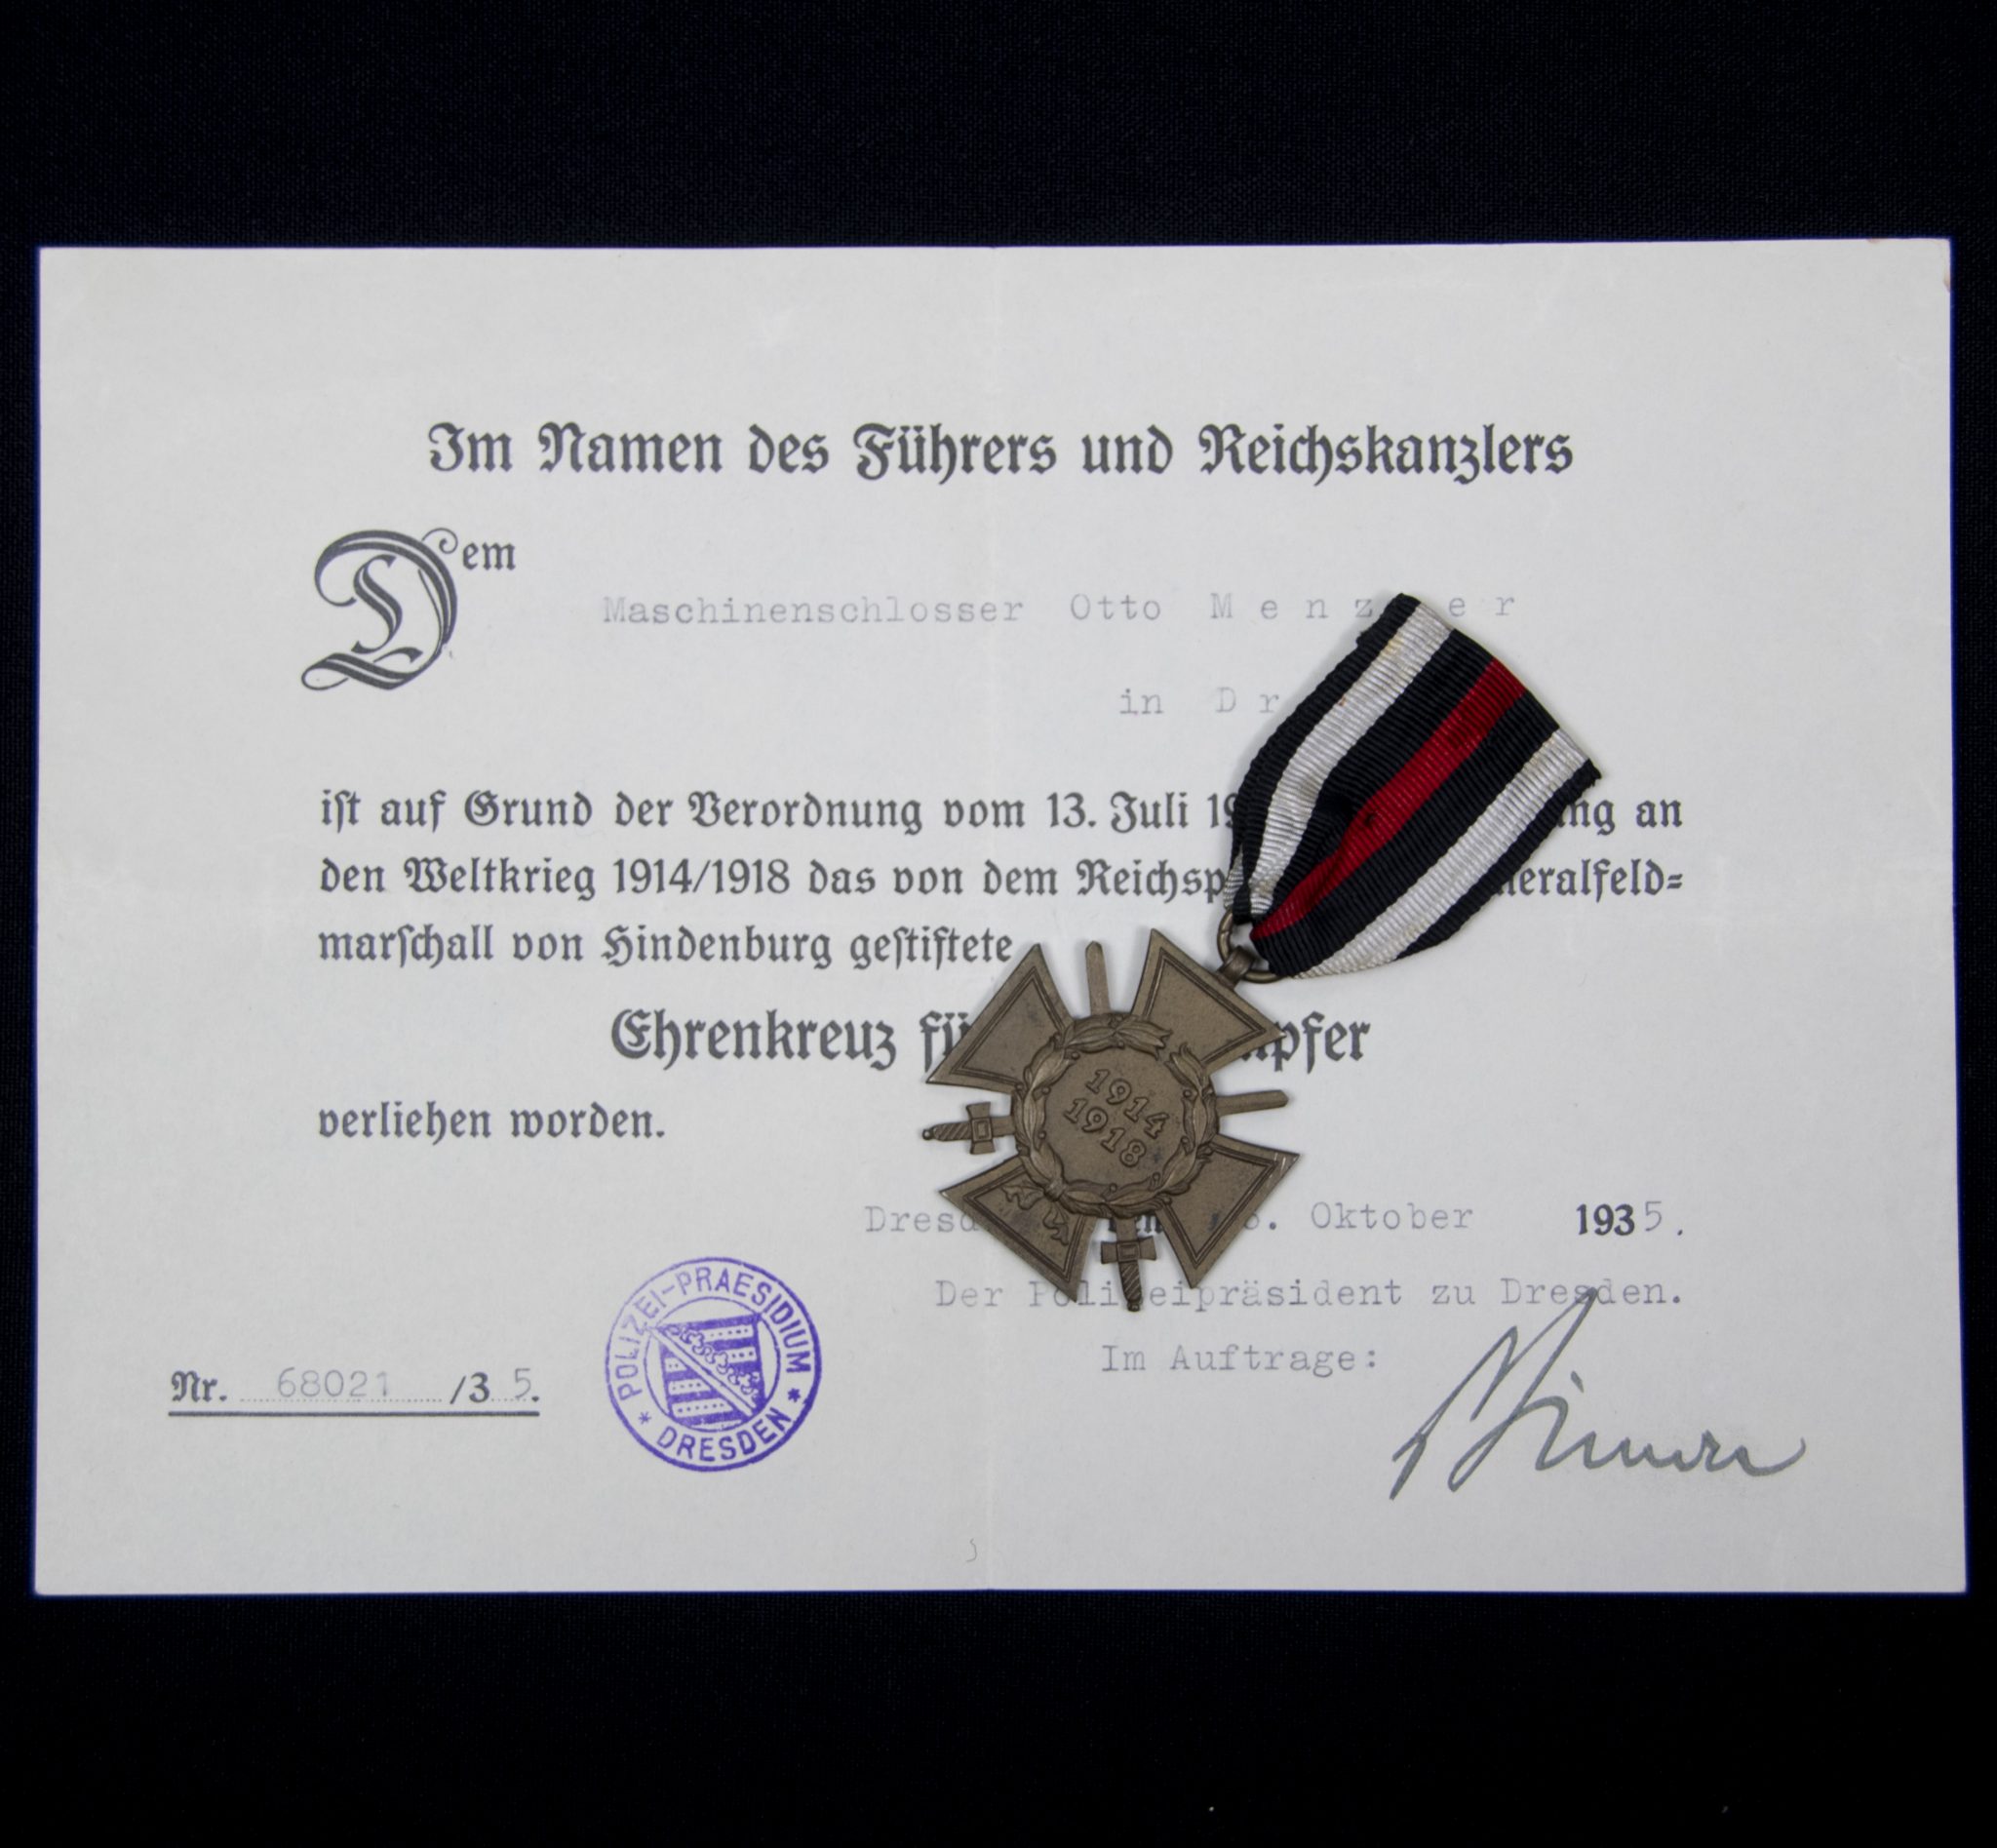 Im Namen des Führers und Reichskanzlers
Dem
Maschinenschlosser Otto
in
ist auf Grund der Verordnung vom 13. Juli an
den Weltkrieg 1914/1918 das von dem
marschall von Hindenburg gestiftete
Ehrenkreuz
verliehen worden.
1914
1918
Oktober 1935.
Der Polizeipräsident zu Dresden.
Im Auftrage:
Nr. 68021 /35.
POLIZEI-PRAESIDIUM
* DRESDEN *